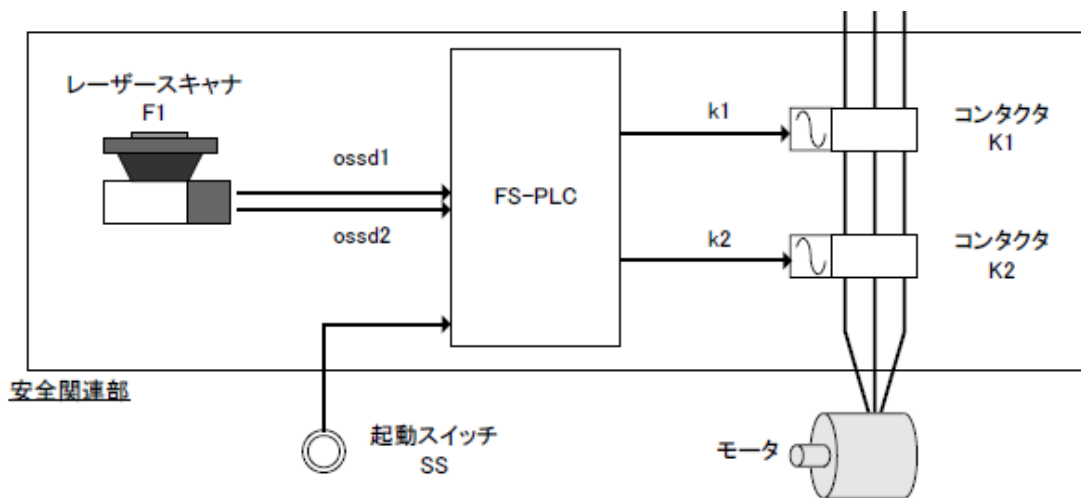 レーザースキャナ
F1
ossd1
ossd2
FS-PLC
k1
k2
コンタクタ
K1
コンタクタ
K2
安全関連部
起動スイッチ
SS
モータ